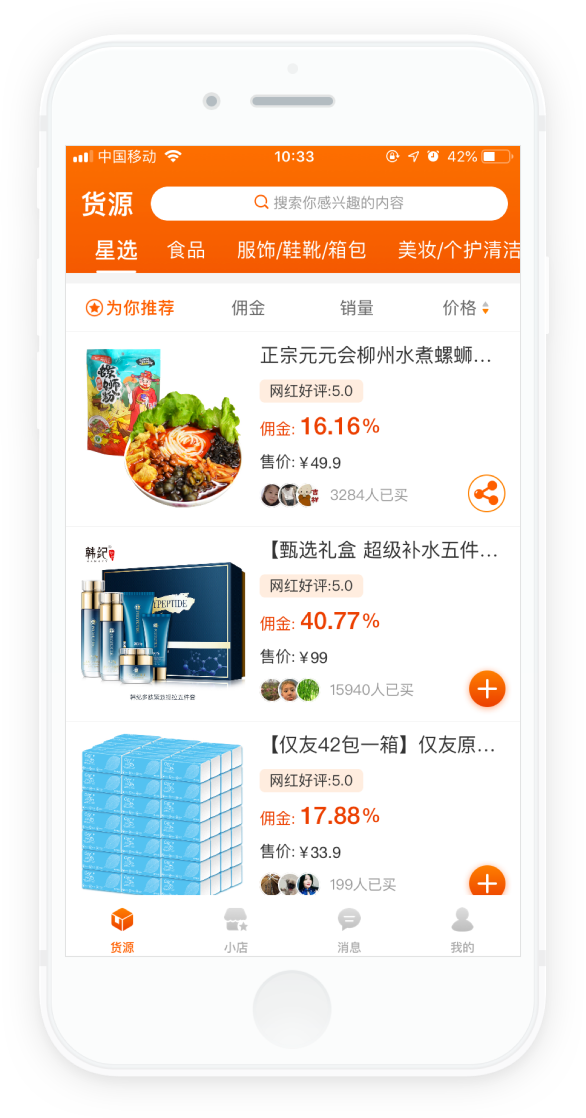 中国移动 10:33 42%
货源 搜索你感兴趣的内容
星选 食品 服饰/鞋靴/箱包 美妆/个护清洁
为你推荐 佣金 销量 价格
正宗元元会柳州水煮螺蛳...
网红好评:5.0
佣金: 16.16%
售价: ¥49.9
3284人已买
螺蛳粉
吉祥
【甄选礼盒 超级补水五件...
网红好评:5.0
佣金: 40.77%
售价: ¥99
15940人已买
韩纪
PEPTIDE
【仅友42包一箱】仅友原...
网红好评:5.0
佣金: 17.88%
售价: ¥33.9
199人已买
货源 小店 消息 我的